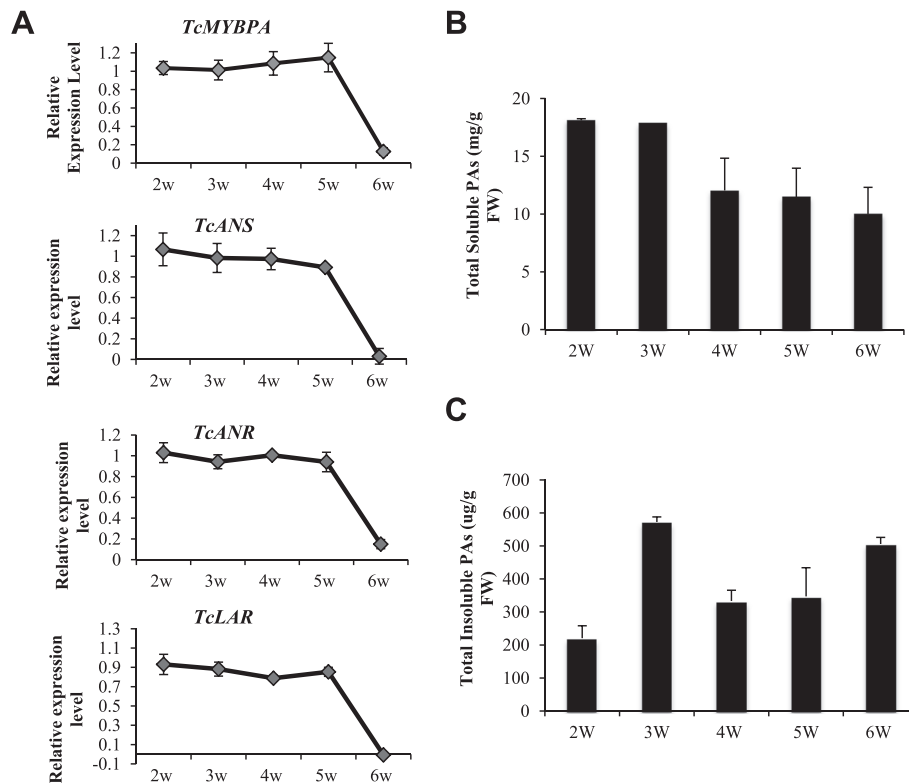 A
TcMYBPA
Relative
Expression Level
1.2
1
0.8
0.6
0.4
0.2
0
2w 3w 4w 5w 6w
TcANS
Relative expression
level
1.2
1
0.8
0.6
0.4
0.2
0
2w 3w 4w 5w 6w
TcANR
Relative expression
level
1.2
1
0.8
0.6
0.4
0.2
0
2w 3w 4w 5w 6w
TcLAR
Relative expression
level
1.3
1.1
0.9
0.7
0.5
0.3
0.1
-0.1
2w 3w 4w 5w 6w
B
Total Soluble PAs (mg/g
FW)
20
15
10
5
0
2W 3W 4W 5W 6W
C
Total Insoluble PAs (ug/g
FW)
700
600
500
400
300
200
100
0
2W 3W 4W 5W 6W